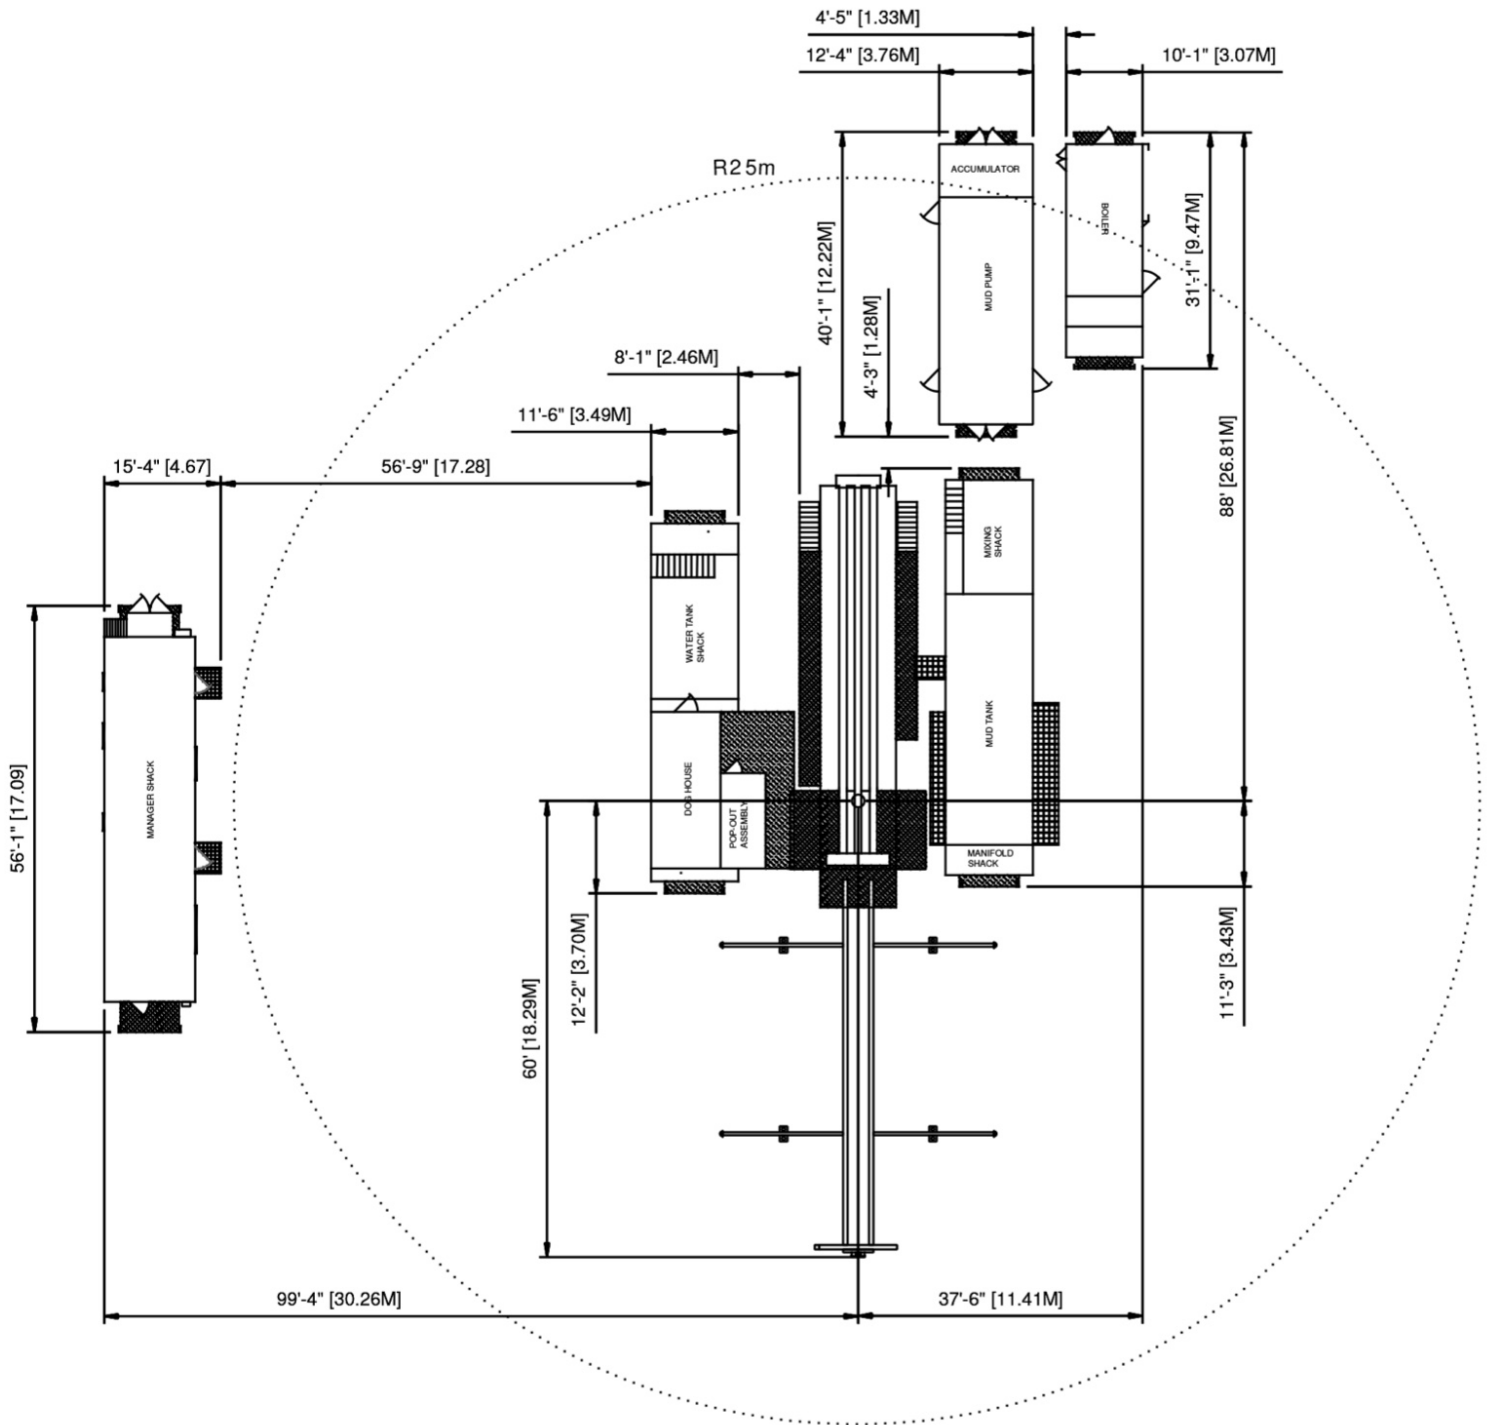 4'-5" [1.33M]
12'-4" [3.76M]
10'-1" [3.07M]
R25m
ACCUMULATOR
MUD PUMP
BOILER
40'-1" [12.22M]
4'-3" [1.28M]
31'-1" [9.47M]
88' [26.81M]
8'-1" [2.46M]
11'-6" [3.49M]
15'-4" [4.67]
56'-9" [17.28]
MIXING
SHACK
WATER TANK
SHACK
MUD TANK
MANAGER SHACK
56'-1" [17.09]
DOG HOUSE
POP-OUT
ASSEMBLY
MANIFOLD
SHACK
12'-2" [3.70M]
60' [18.29M]
11'-3" [3.43M]
99'-4" [30.26M]
37'-6" [11.41M]